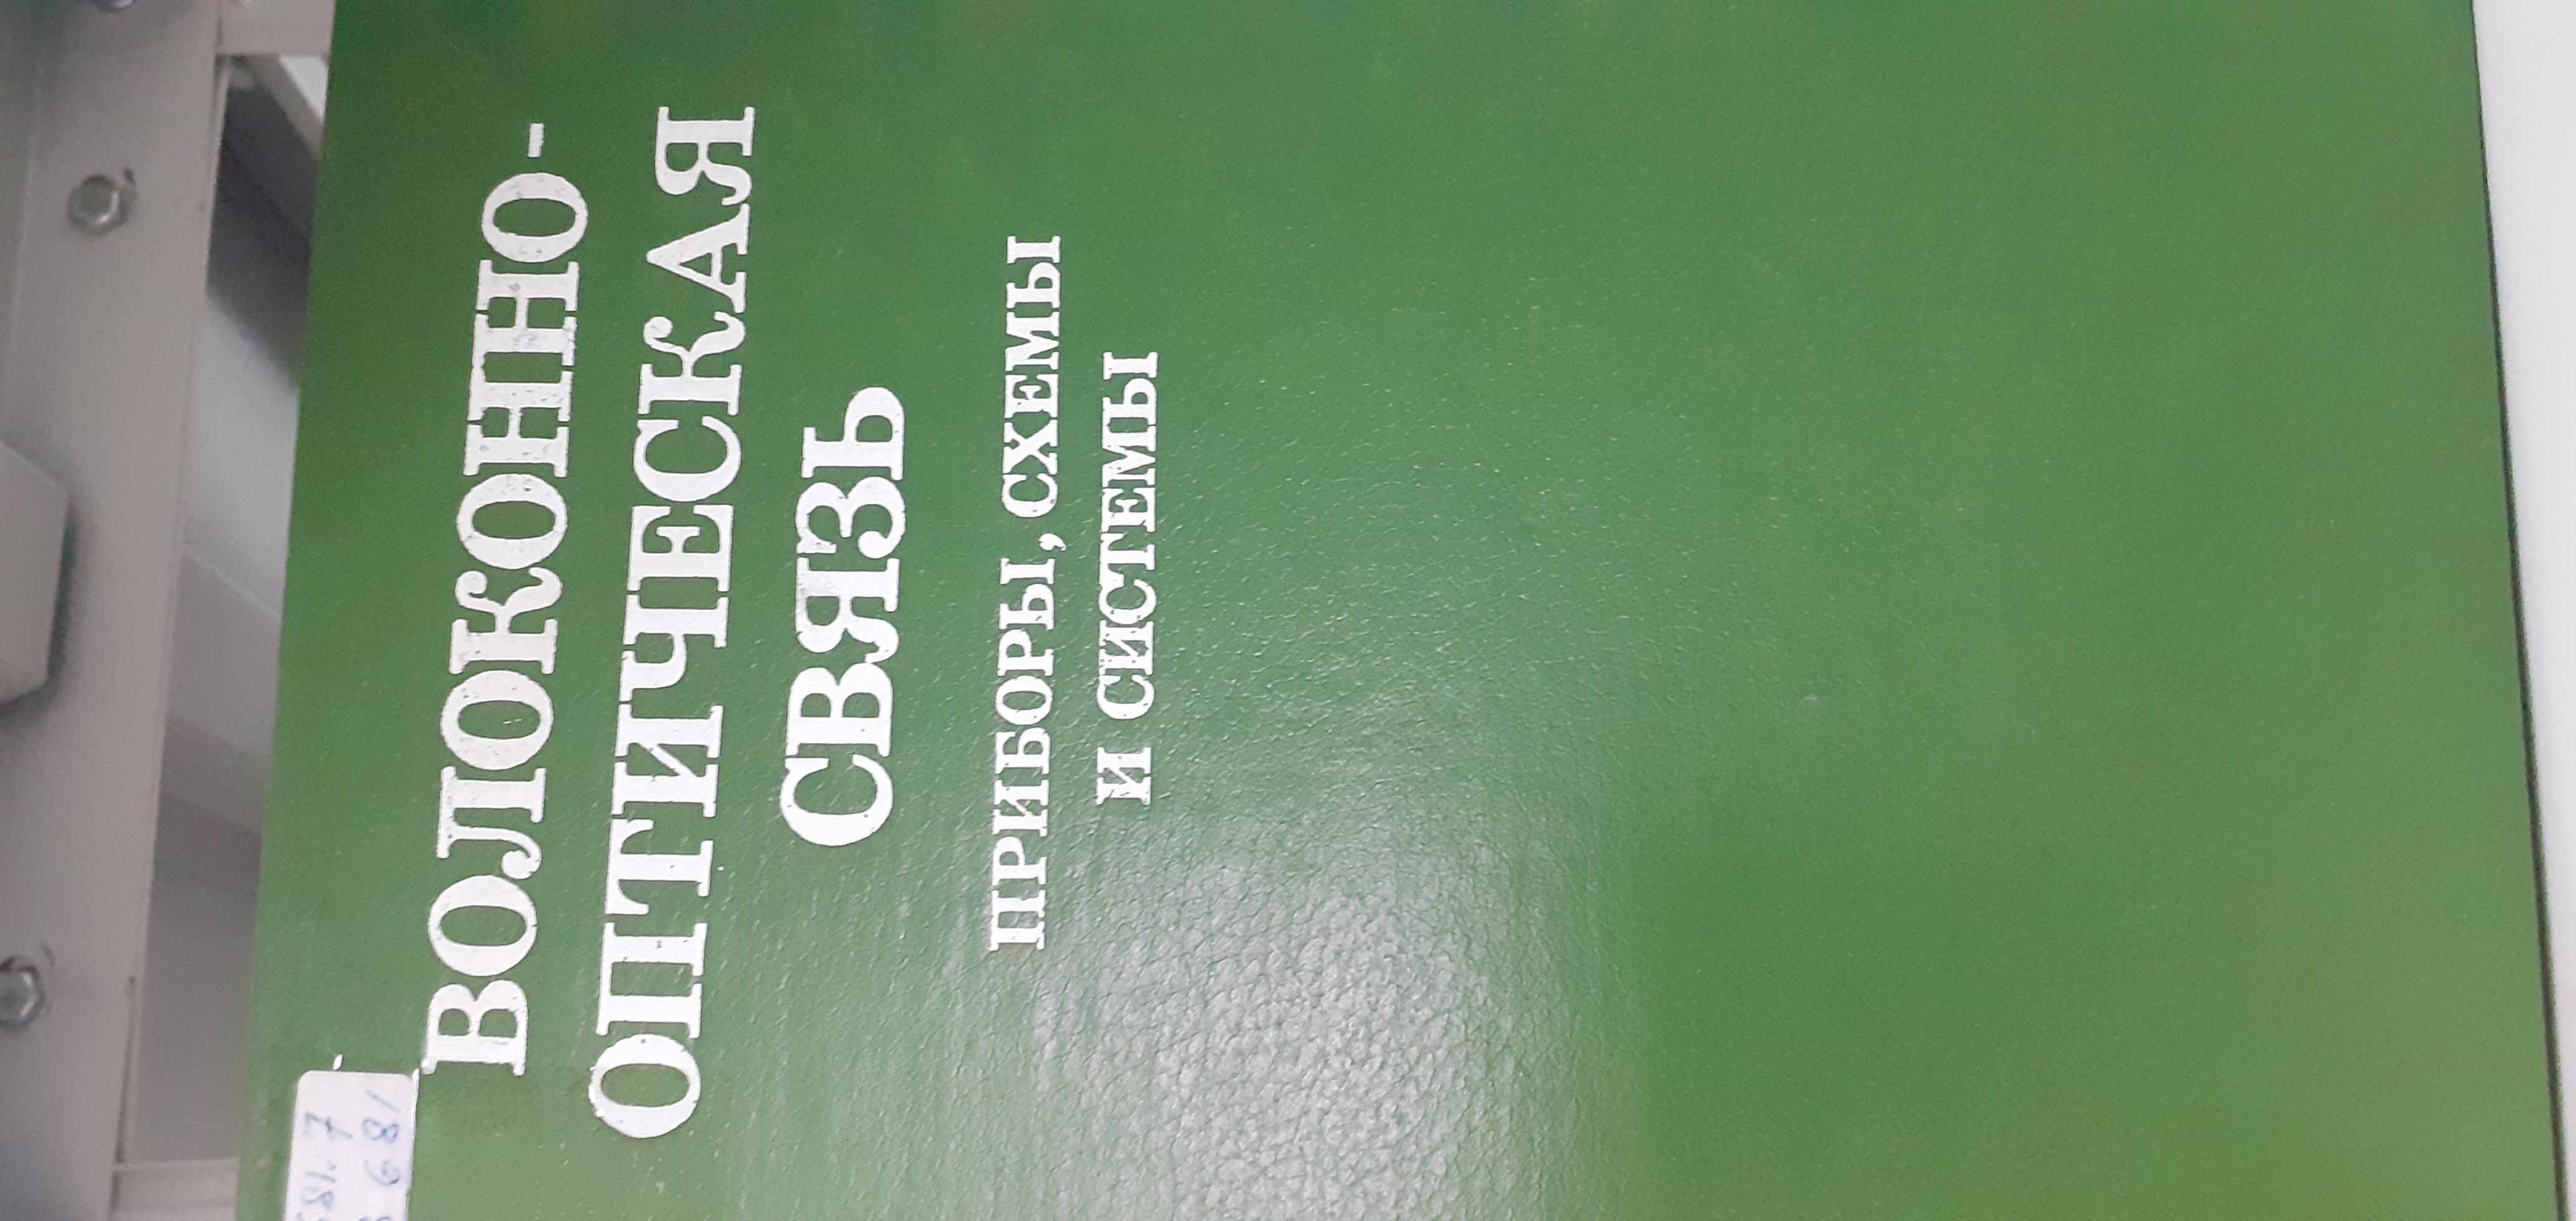 ВОЛОКОННО-
ОПТИЧЕСКАЯ
СВЯЗЬ
ПРИБОРЫ, СХЕМЫ
И СИСТЕМЫ